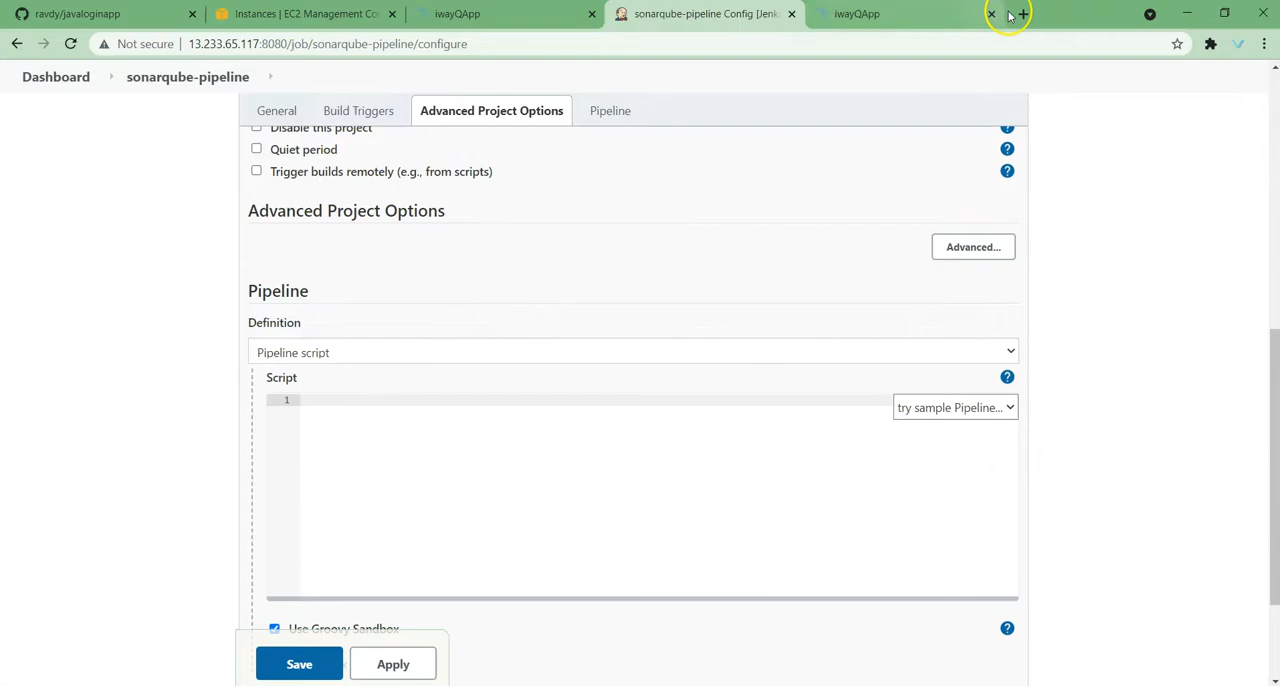 ravdy/javaloginapp
Instances | EC2 Management Co
iwayQApp
sonarqube-pipeline Config [Jenk
iwayQApp
Not secure
13.233.65.117:8080/job/sonarqube-pipeline/configure
Dashboard
sonarqube-pipeline
General
Build Triggers
Advanced Project Options
Pipeline
Disable this project
Quiet period
Trigger builds remotely (e.g., from scripts)
Advanced Project Options
Advanced...
Pipeline
Definition
Pipeline script
Script
1
try sample Pipeline...
Use Groovy Sandbox
Save
Apply